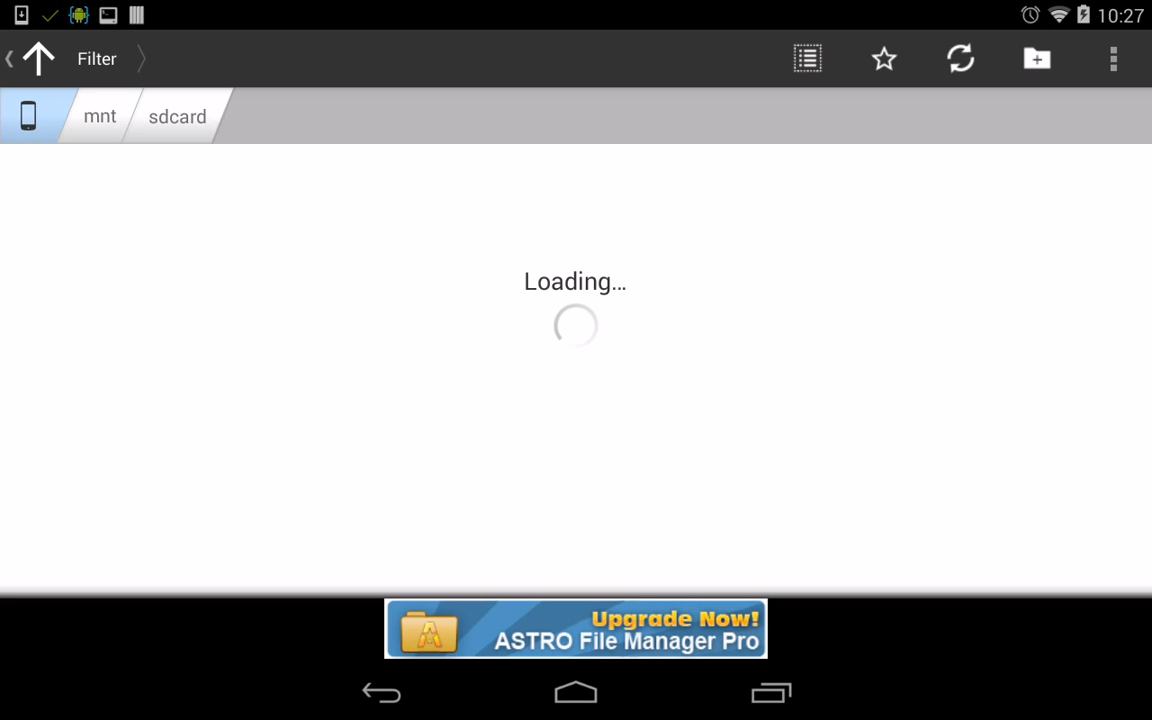 10:27
Filter
mnt
sdcard
Loading...
Upgrade Now!
ASTRO File Manager Pro